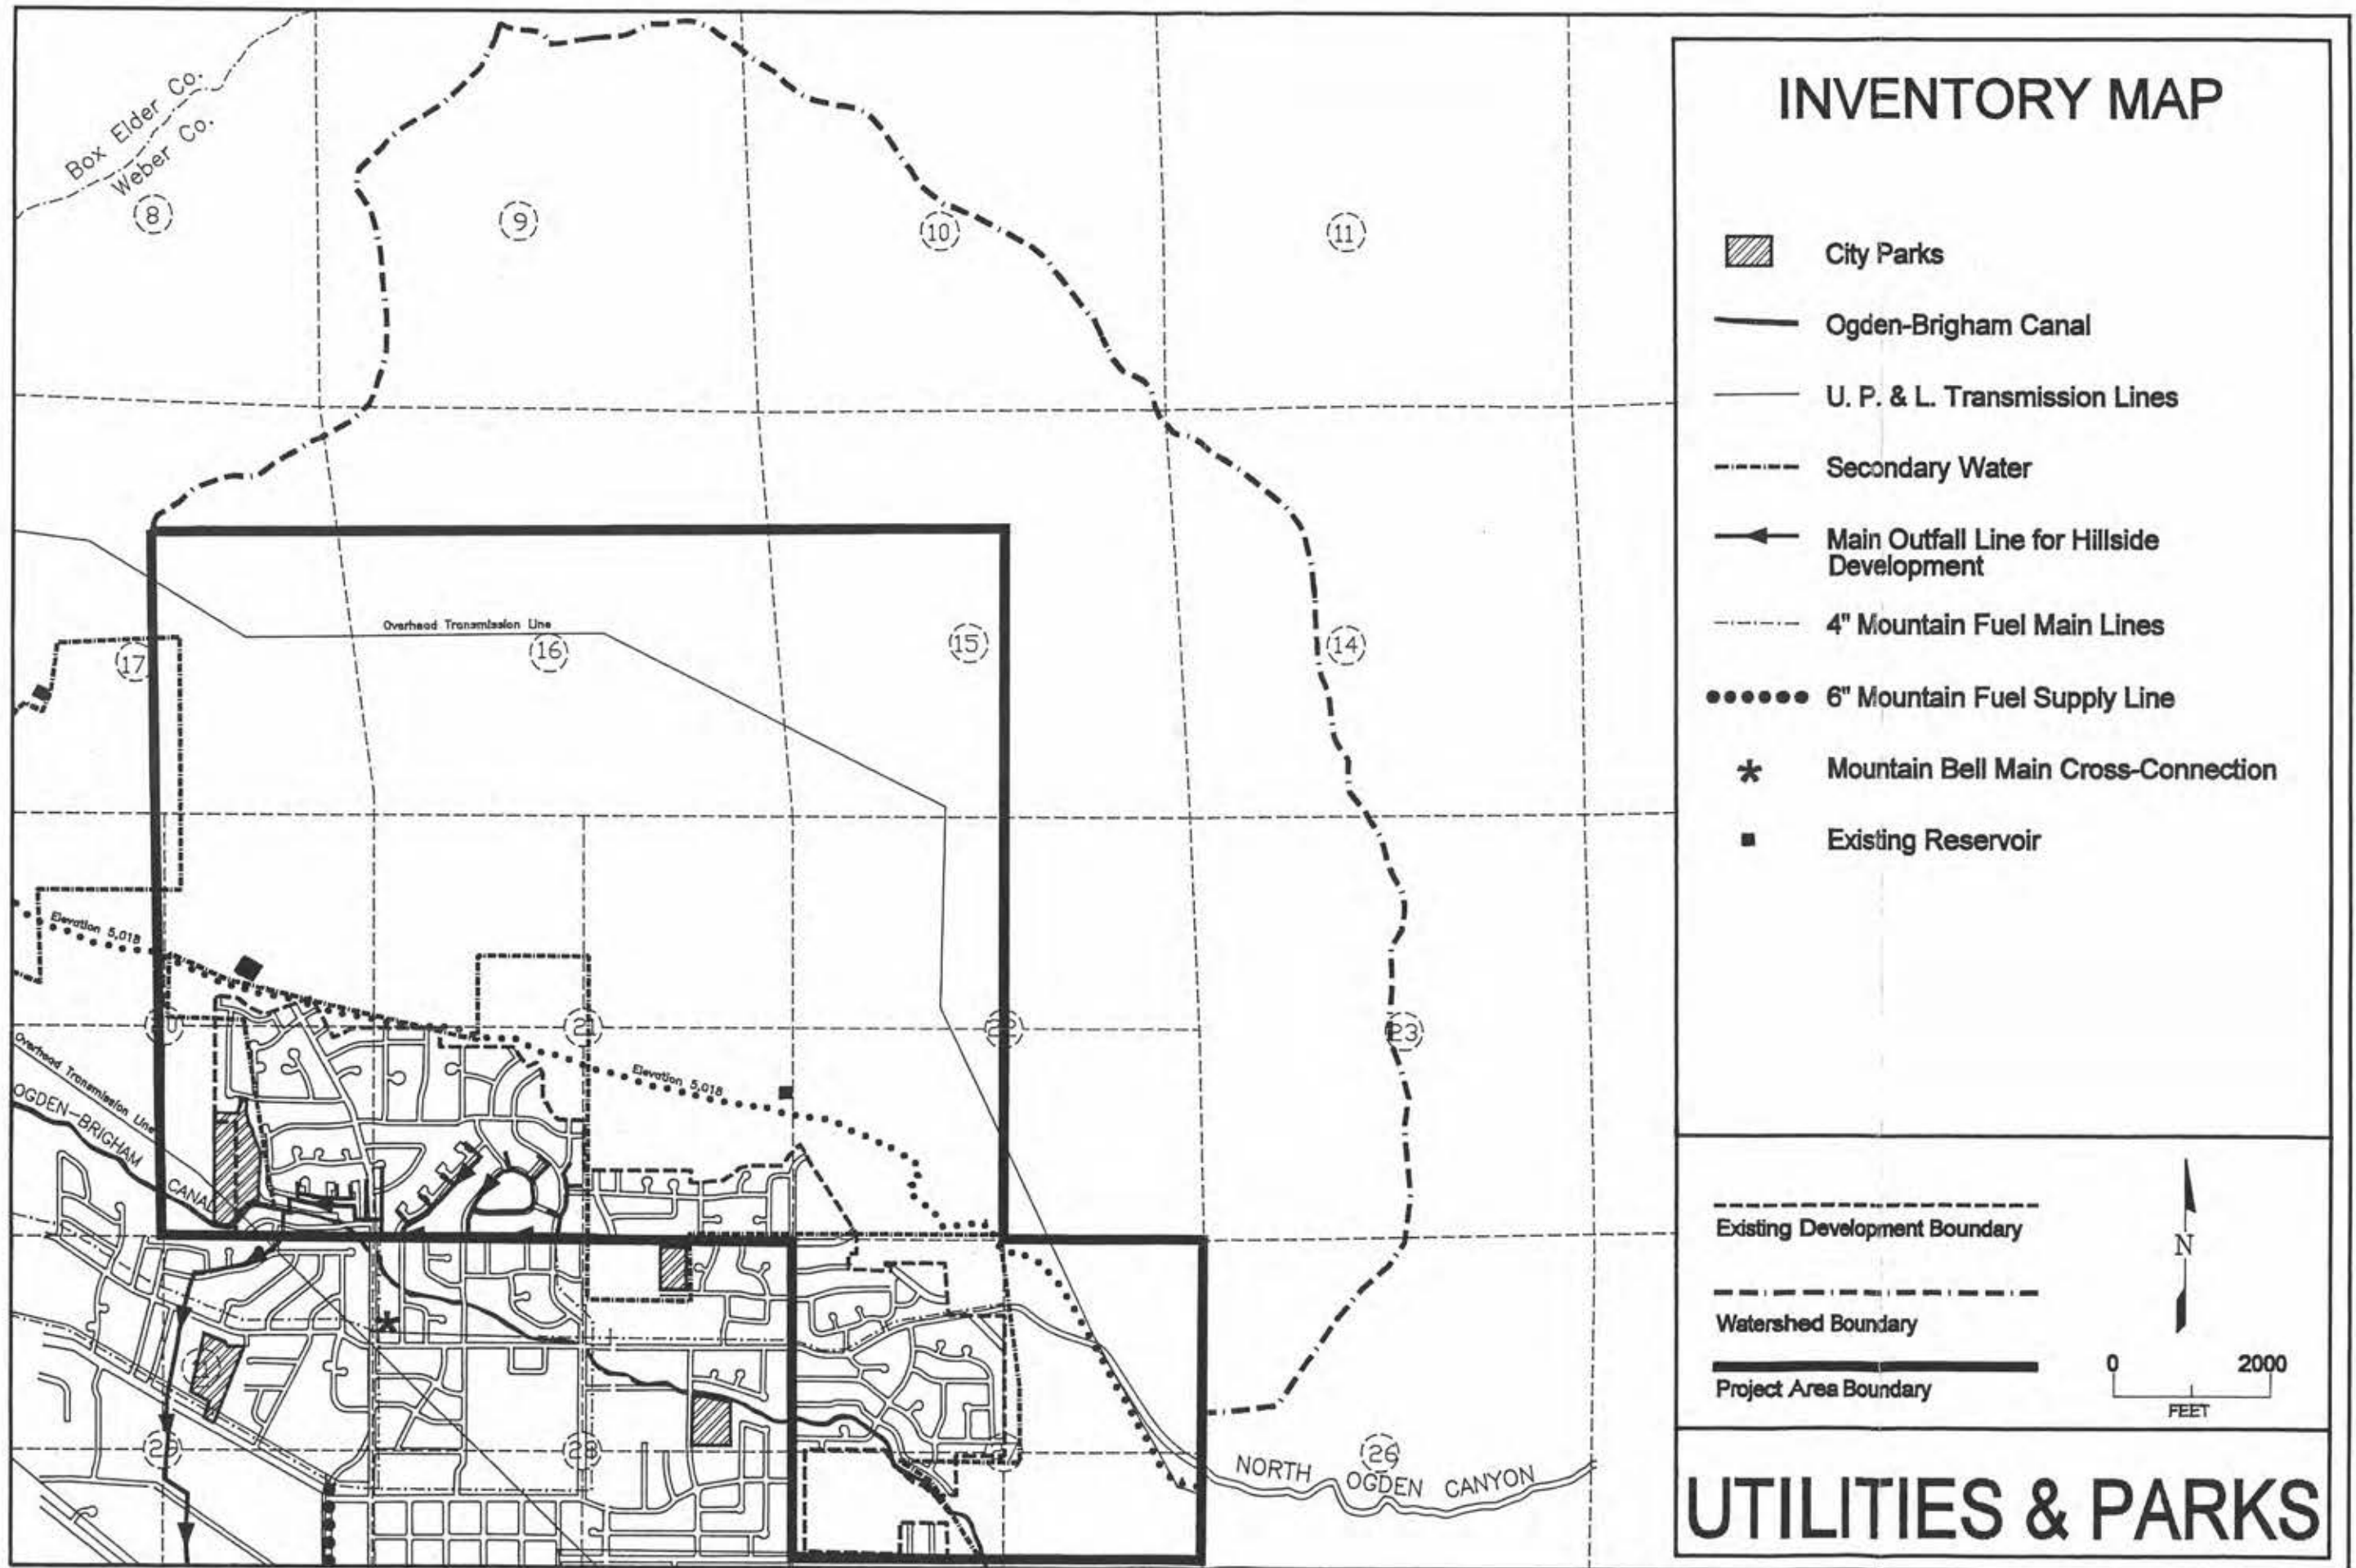 INVENTORY MAP
City Parks
Ogden-Brigham Canal
U. P. & L. Transmission Lines
Secondary Water
Main Outfall Line for Hillside
Development
4" Mountain Fuel Main Lines
6" Mountain Fuel Supply Line
Mountain Bell Main Cross-Connection
Existing Reservoir
Existing Development Boundary
Watershed Boundary
Project Area Boundary
N
0 2000
FEET
UTILITIES & PARKS
Box Elder Co.
Weber Co.
8
9
10
11
Overhead Transmission Line
17
16
15
14
Elevation 5,018
21
22
23
Elevation 5,018
Overhead Transmission Line
OGDEN-BRIGHAM
CANAL
28
26
NORTH OGDEN CANYON